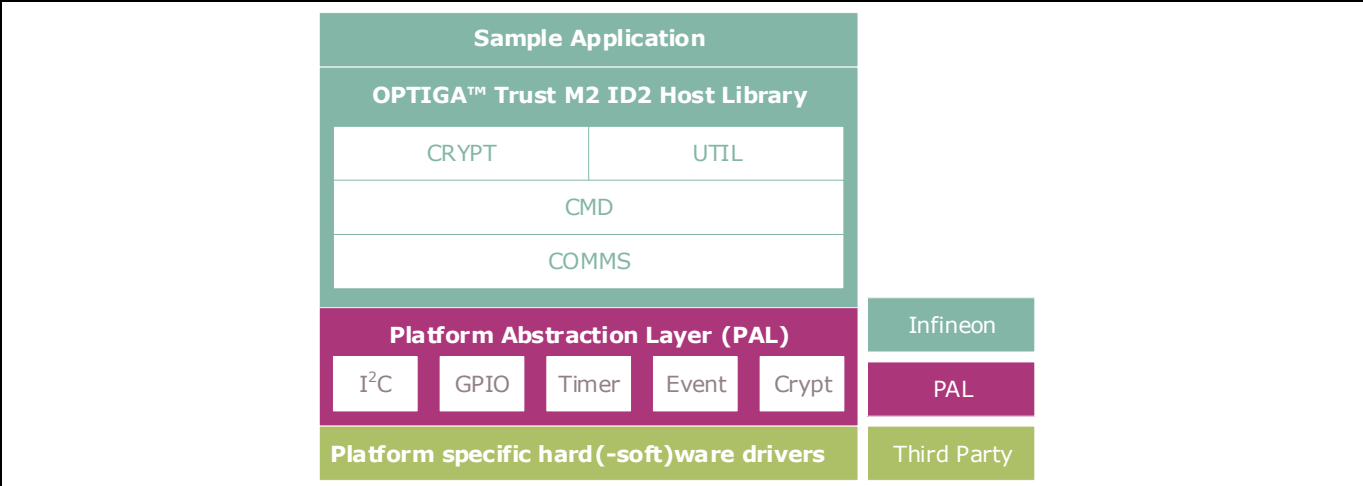 Sample Application
OPTIGA™ Trust M2 ID2 Host Library
CRYPT UTIL
CMD
COMMS
Platform Abstraction Layer (PAL)
I²C GPIO Timer Event Crypt
Platform specific hard(-soft)ware drivers
Infineon
PAL
Third Party